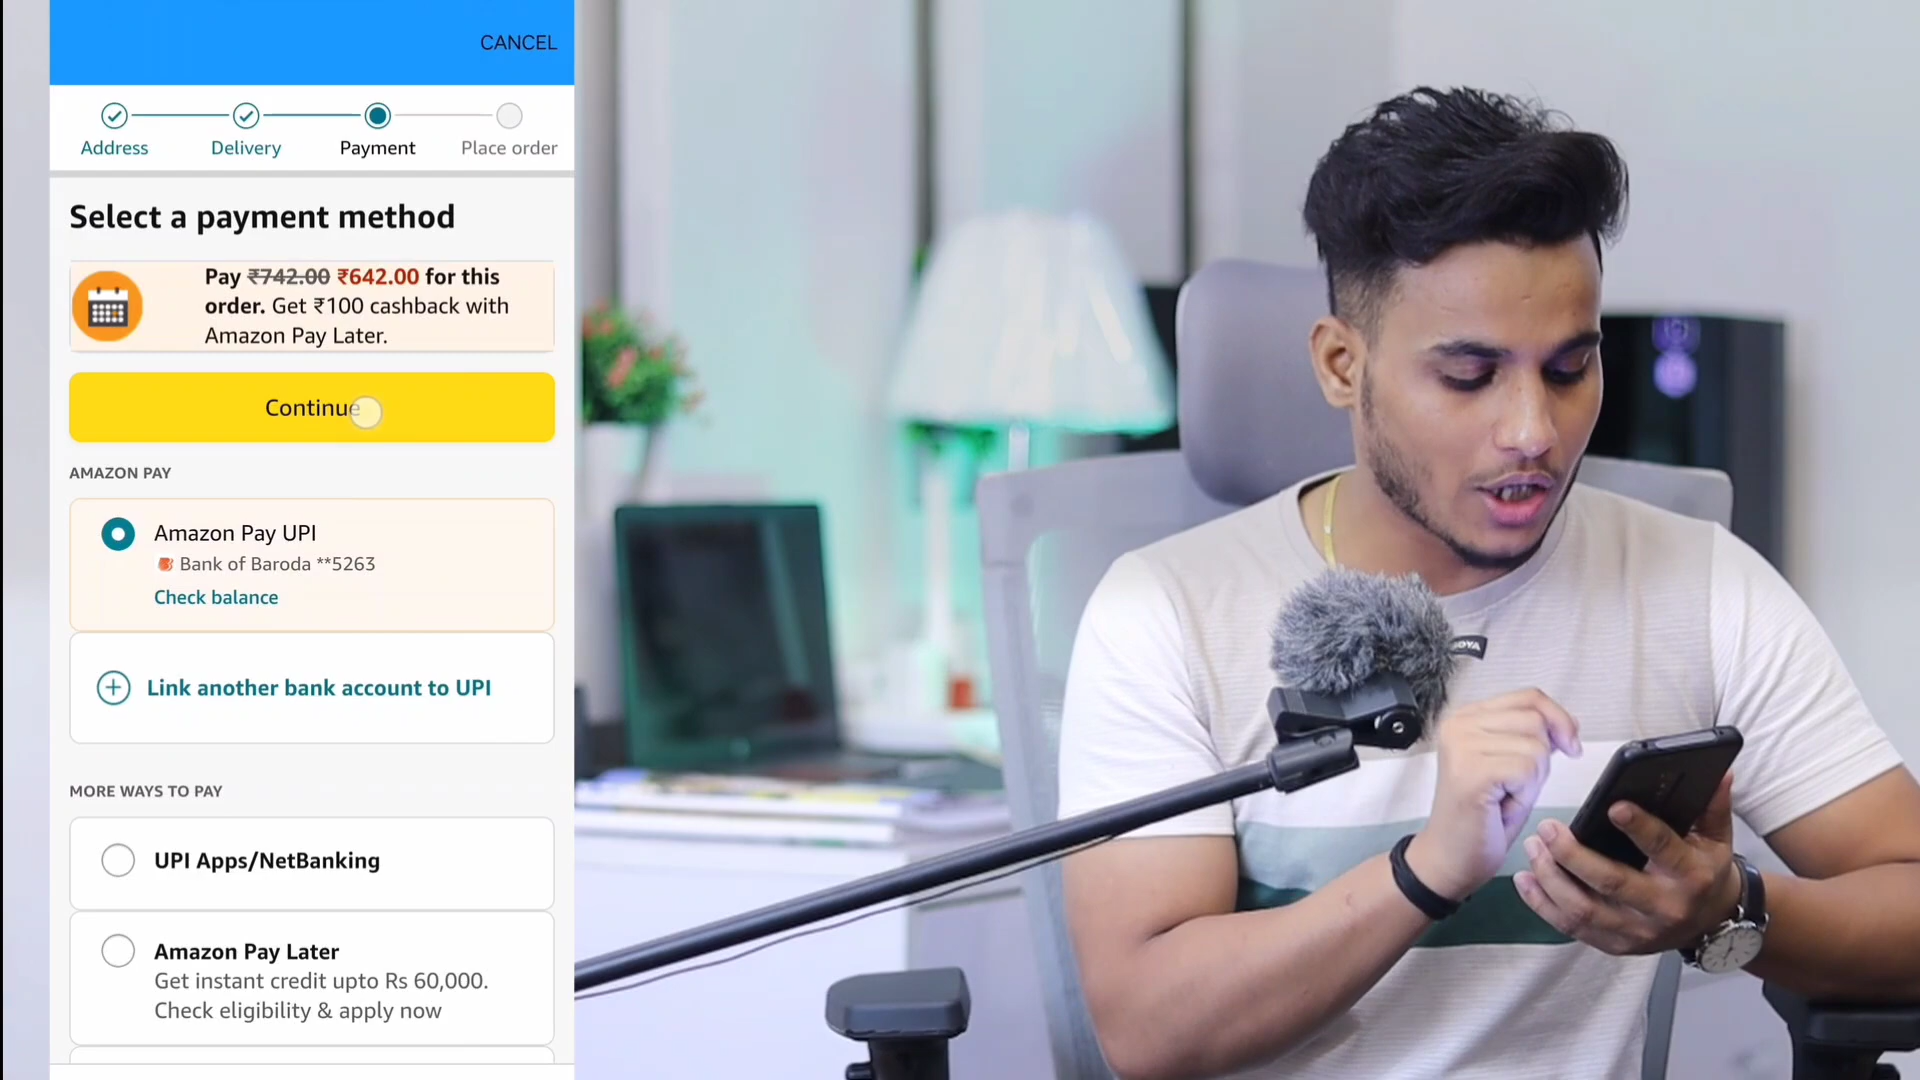 CANCEL
Address
Delivery
Payment
Place order
Select a payment method
Pay ₹742.00 ₹642.00 for this
order. Get ₹100 cashback with
Amazon Pay Later.
Continue
AMAZON PAY
Amazon Pay UPI
Bank of Baroda **5263
Check balance
Link another bank account to UPI
MORE WAYS TO PAY
UPI Apps/NetBanking
Amazon Pay Later
Get instant credit upto Rs 60,000.
Check eligibility & apply now